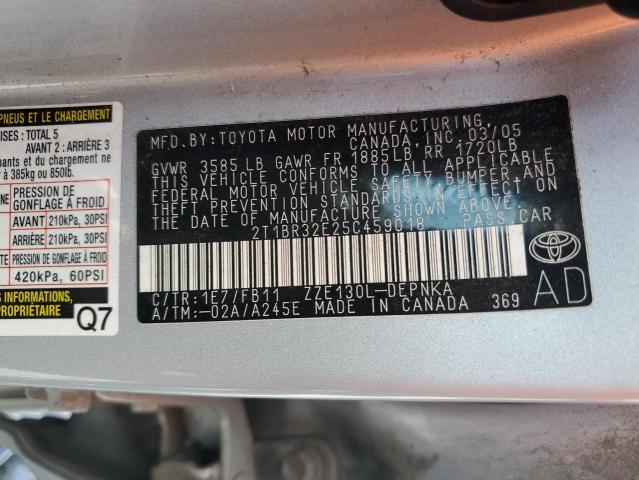 PNEUS ET LE CHARGEMENT
ISES: TOTAL 5
AVANT 2 : ARRIÈRE 3
pants et du chargement ne
r à 385kg ou 850lb.
PRESSION DE
GONFLAGE À FROID
AVANT 210kPa, 30PSI
ARRIÈRE 210kPa, 30PSI
PRESSION DE GONFLAGE À FROID
420kPa, 60PSI
PROPRIÉTAIRE
Q7
MFD.BY:TOYOTA MOTOR MANUFACTURING,
CANADA,INC.03/05
GVWR 3585LB GAWR FR 1885LB RR 1720LB
THIS VEHICLE CONFORMS TO ALL APPLICABLE
FEDERAL MOTOR VEHICLE SAFETY,BUMPER,AND
THEFT PREVENTION STANDARDS IN EFFECT ON
THE DATE OF MANUFACTURE SHOWN ABOVE.
2T1BR32E25C459018 PASS.CAR
C/TR:1E7/FB11 ZZE130L-DEPNKA
A/TM:-02A/A245E MADE IN CANADA 369
TOYOTA
AD